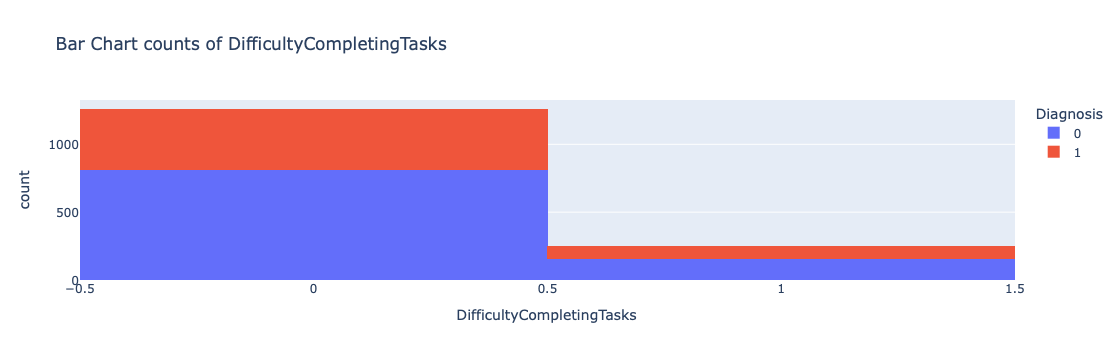 Bar Chart counts of DifficultyCompletingTasks
Diagnosis
0
1
1000
500
0
count
−0.5
0
0.5
1
1.5
DifficultyCompletingTasks